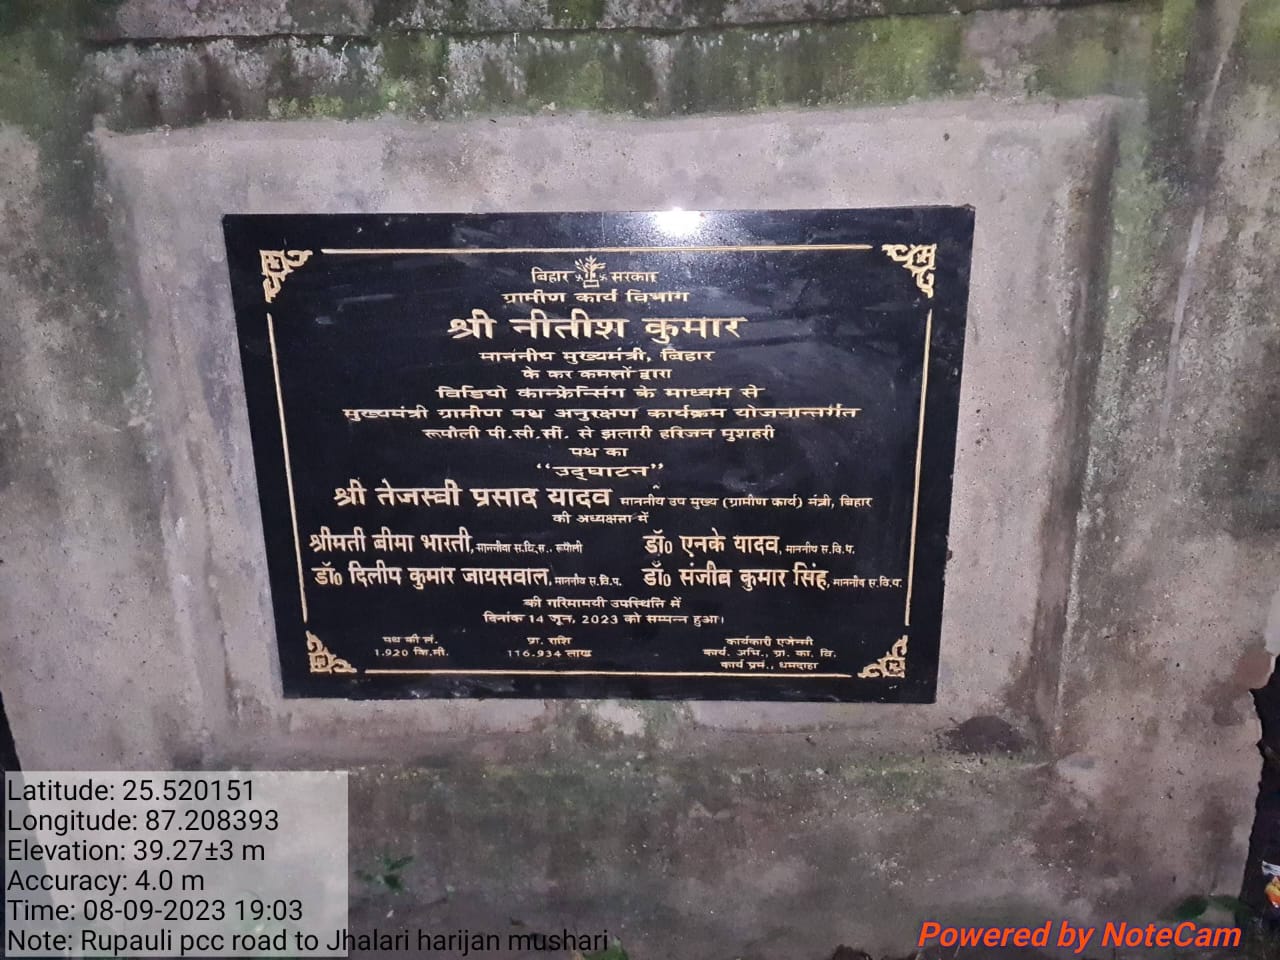 बिहार सरकार
ग्रामीण कार्य विभाग
श्री नीतीश कुमार
माननीय मुख्यमंत्री, बिहार
के कर कमलों द्वारा
विडियो कान्फ्रेन्सिंग के माध्यम से
मुख्यमंत्री ग्रामीण पथ अनुरक्षण कार्यक्रम योजनान्तर्गत
रूपौली पी.सी.सी. से झलारी हरिजन मुशहरी
पथ का
“उद्घाटन”
श्री तेजस्वी प्रसाद यादव माननीय उप मुख्य (ग्रामीण कार्य) मंत्री, बिहार
की अध्यक्षता में
श्रीमती बीमा भारती, माननीया स.वि.स., रूपौली डॉ० एनके यादव, माननीय स.वि.प.
डॉ० दिलीप कुमार जायसवाल, माननीय स.वि.प. डॉ० संजीव कुमार सिंह, माननीय स.वि.प.
की गरिमामयी उपस्थिति में
दिनांक 14 जून, 2023 को सम्पन्न हुआ।
पथ की लं. प्रा. राशि कार्यकारी एजेन्सी
1.920 कि.मी. 116.934 लाख कार्य. अभि., ग्रा. का. वि.
कार्य प्रमं., धमदाहा
Latitude: 25.520151
Longitude: 87.208393
Elevation: 39.27±3 m
Accuracy: 4.0 m
Time: 08-09-2023 19:03
Note: Rupauli pcc road to Jhalari harijan mushari
Powered by NoteCam